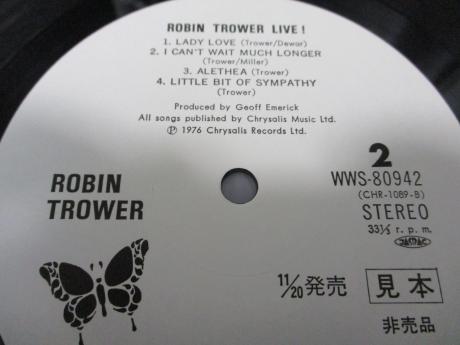 ROBIN TROWER LIVE!
1. LADY LOVE (Trower/Dewar)
2. I CAN'T WAIT MUCH LONGER
(Trower/Miller)
3. ALETHEA (Trower)
4. LITTLE BIT OF SYMPATHY
(Trower)
Produced by Geoff Emerick
All songs published by Chrysalis Music Ltd.
Ⓟ 1976 Chrysalis Records Ltd.
ROBIN
TROWER
2
WWS-80942
(CHR-1089-B)
STEREO
33⅓ r. p. m.
JASRAC
11/20発売
見本
非売品